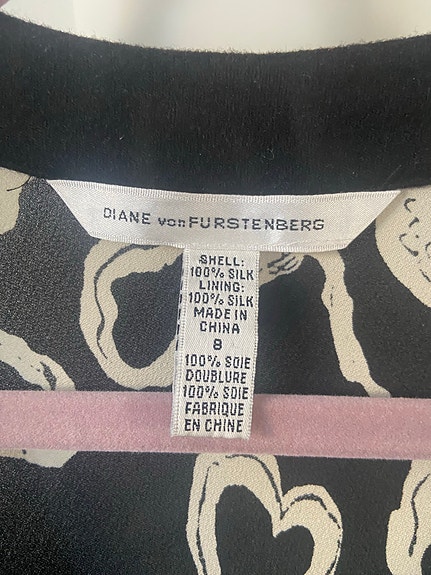 DIANE von FURSTENBERG
SHELL:
100% SILK
LINING:
100% SILK
MADE IN
CHINA
8
100% SOIE
DOUBLURE
100% SOIE
FABRIQUE
EN CHINE